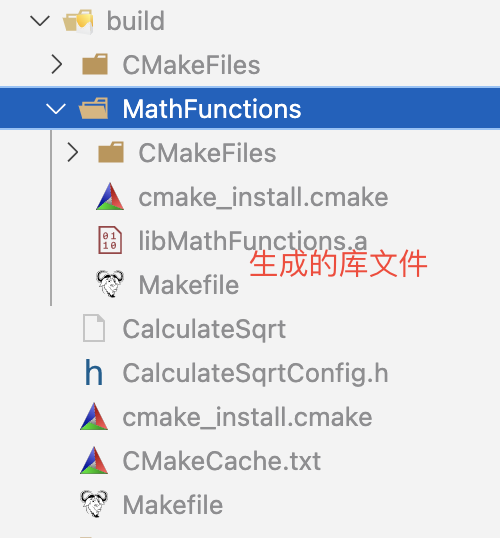 build
CMakeFiles
MathFunctions
CMakeFiles
cmake_install.cmake
libMathFunctions.a
生成的库文件
Makefile
CalculateSqrt
CalculateSqrtConfig.h
cmake_install.cmake
CMakeCache.txt
Makefile